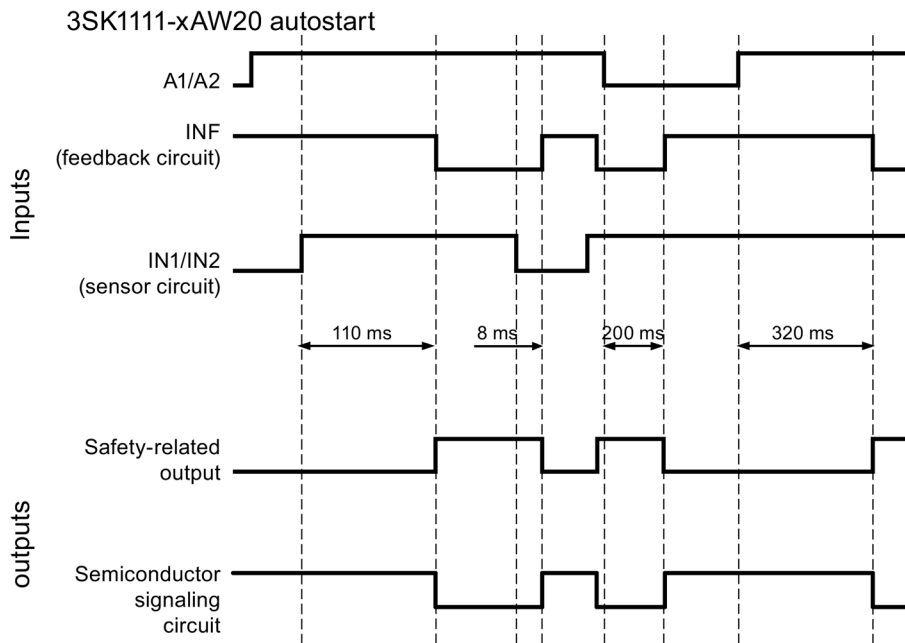 3SK1111-xAW20 autostart
A1/A2
INF
(feedback circuit)
Inputs
IN1/IN2
(sensor circuit)
110 ms
8 ms
200 ms
320 ms
Safety-related
output
outputs
Semiconductor
signaling
circuit